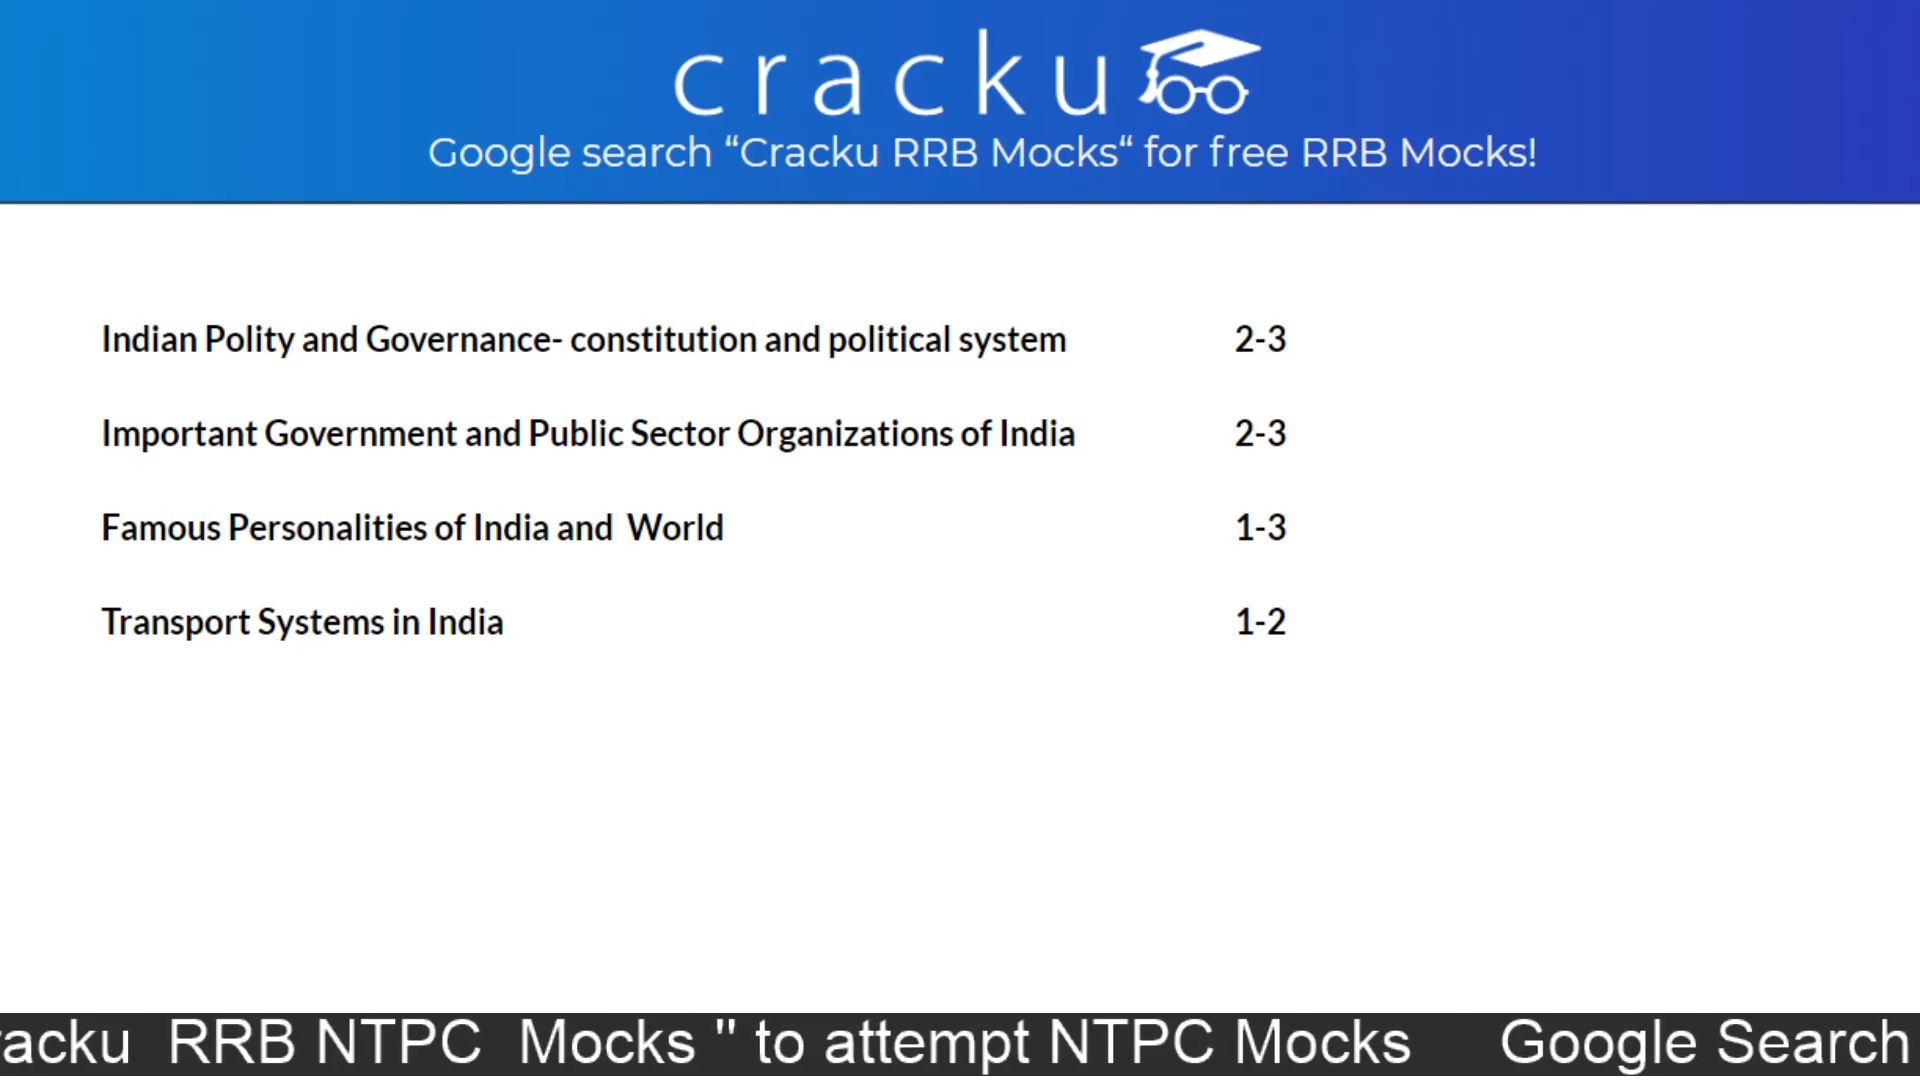 cracku
Google search “Cracku RRB Mocks“ for free RRB Mocks!
Indian Polity and Governance- constitution and political system 2-3
Important Government and Public Sector Organizations of India 2-3
Famous Personalities of India and World 1-3
Transport Systems in India 1-2
racku RRB NTPC Mocks " to attempt NTPC Mocks Google Search